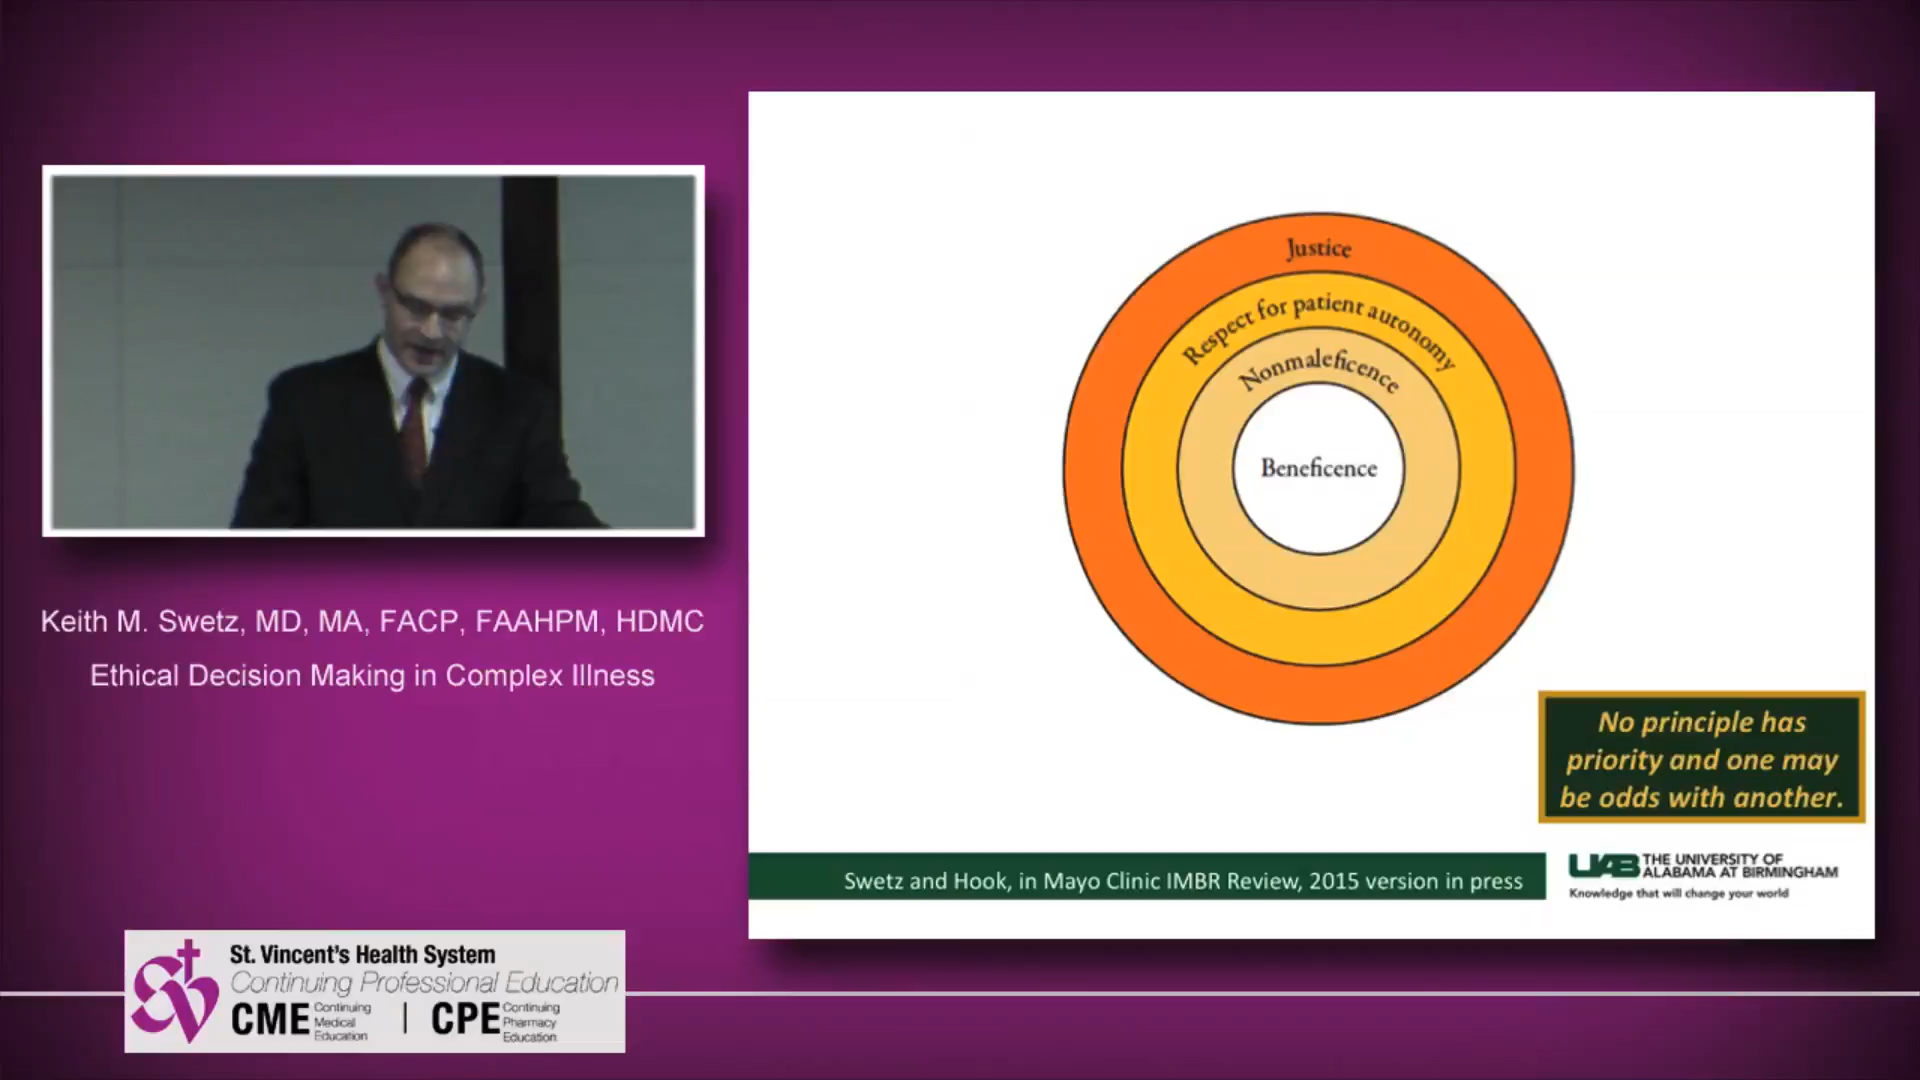 Justice
Respect for patient autonomy
Nonmaleficence
Beneficence
No principle has
priority and one may
be odds with another.
Swetz and Hook, in Mayo Clinic IMBR Review, 2015 version in press
UAB THE UNIVERSITY OF
ALABAMA AT BIRMINGHAM
Knowledge that will change your world
Keith M. Swetz, MD, MA, FACP, FAAHPM, HDMC
Ethical Decision Making in Complex Illness
St. Vincent's Health System
Continuing Professional Education
CME Continuing Medical Education | CPE Continuing Pharmacy Education